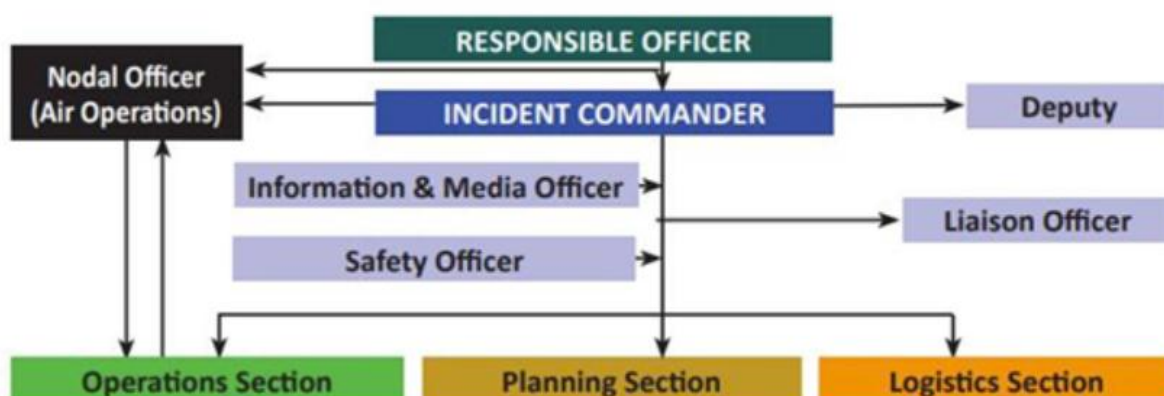 RESPONSIBLE OFFICER
Nodal Officer
(Air Operations)
INCIDENT COMMANDER
Deputy
Information & Media Officer
Liaison Officer
Safety Officer
Operations Section
Planning Section
Logistics Section